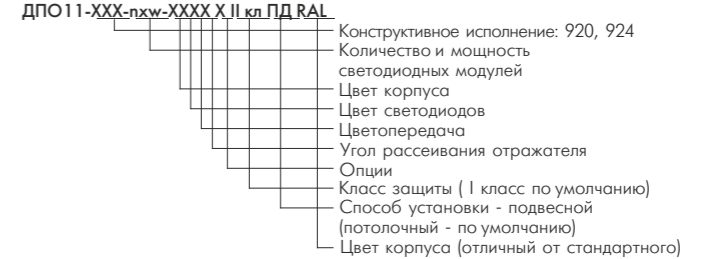 ДПО11-XXX-nxw-XXXX X II кл ПД RAL
Конструктивное исполнение: 920, 924
Количество и мощность
светодиодных модулей
Цвет корпуса
Цвет светодиодов
Цветопередача
Угол рассеивания отражателя
Опции
Класс защиты ( I класс по умолчанию)
Способ установки - подвесной
(потолочный - по умолчанию)
Цвет корпуса (отличный от стандартного)